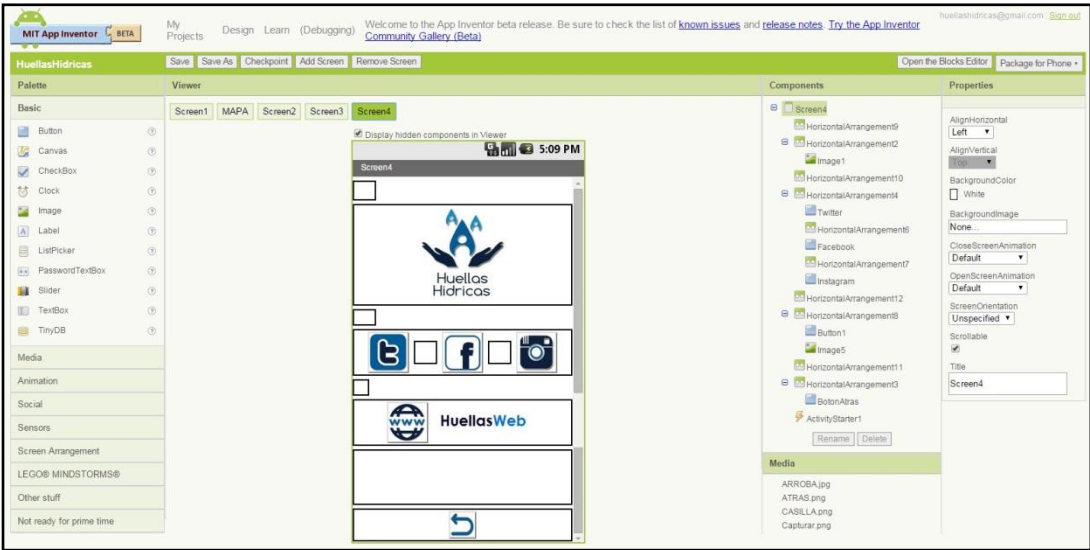 MIT App Inventor BETA
My Projects Design Learn (Debugging)
Welcome to the App Inventor beta release. Be sure to check the list of known issues and release notes. Try the App Inventor
Community Gallery (Beta)
huellashidricas@gmail.com | Sign out
HuellasHidricas
Save Save As Checkpoint Add Screen Remove Screen
Open the Blocks Editor Package for Phone
Palette
Basic
Button
Canvas
CheckBox
Clock
Image
Label
ListPicker
PasswordTextBox
Slider
TextBox
TinyDB
Media
Animation
Social
Sensors
Screen Arrangement
LEGO® MINDSTORMS®
Other stuff
Not ready for prime time
Viewer
Screen1 MAPA Screen2 Screen3 Screen4
Display hidden components in Viewer
5:09 PM
Screen4
A A A
Huellas
Hidricas
www HuellasWeb
Components
Screen4
HorizontalArrangement9
HorizontalArrangement2
Image1
HorizontalArrangement10
HorizontalArrangement4
Twitter
HorizontalArrangement6
Facebook
HorizontalArrangement7
Instagram
HorizontalArrangement12
HorizontalArrangement8
Button1
Image5
HorizontalArrangement11
HorizontalArrangement3
BotonAtras
ActivityStarter1
Rename Delete
Media
ARROBA.jpg
ATRAS.png
CASILLA.png
Capturar.png
Properties
AlignHorizontal
Left
AlignVertical
Top
BackgroundColor
White
BackgroundImage
None...
CloseScreenAnimation
Default
OpenScreenAnimation
Default
ScreenOrientation
Unspecified
Scrollable
Title
Screen4